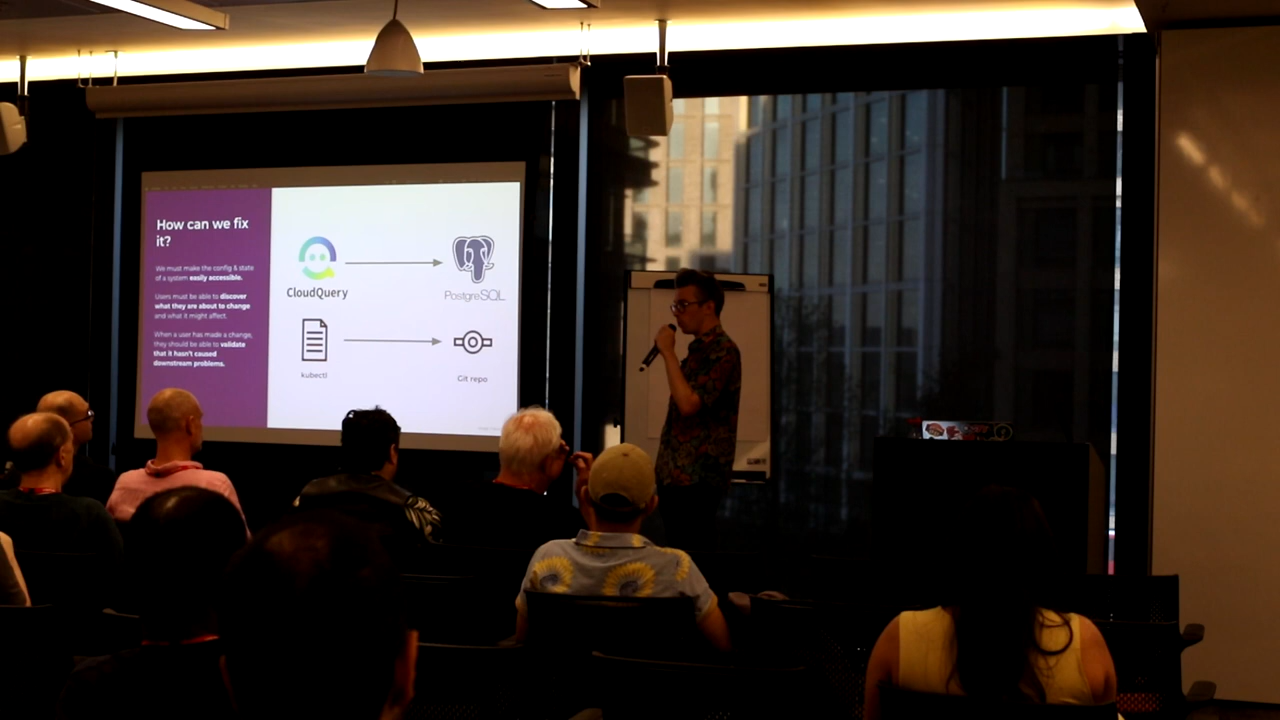 How can we fix
it?
We must make the config & state
of a system easily accessible.
Users must be able to discover
what they are about to change
and what it might affect.
When a user has made a change,
they should be able to validate
that it hasn't caused
downstream problems.
CloudQuery
PostgreSQL
kubectl
Git repo